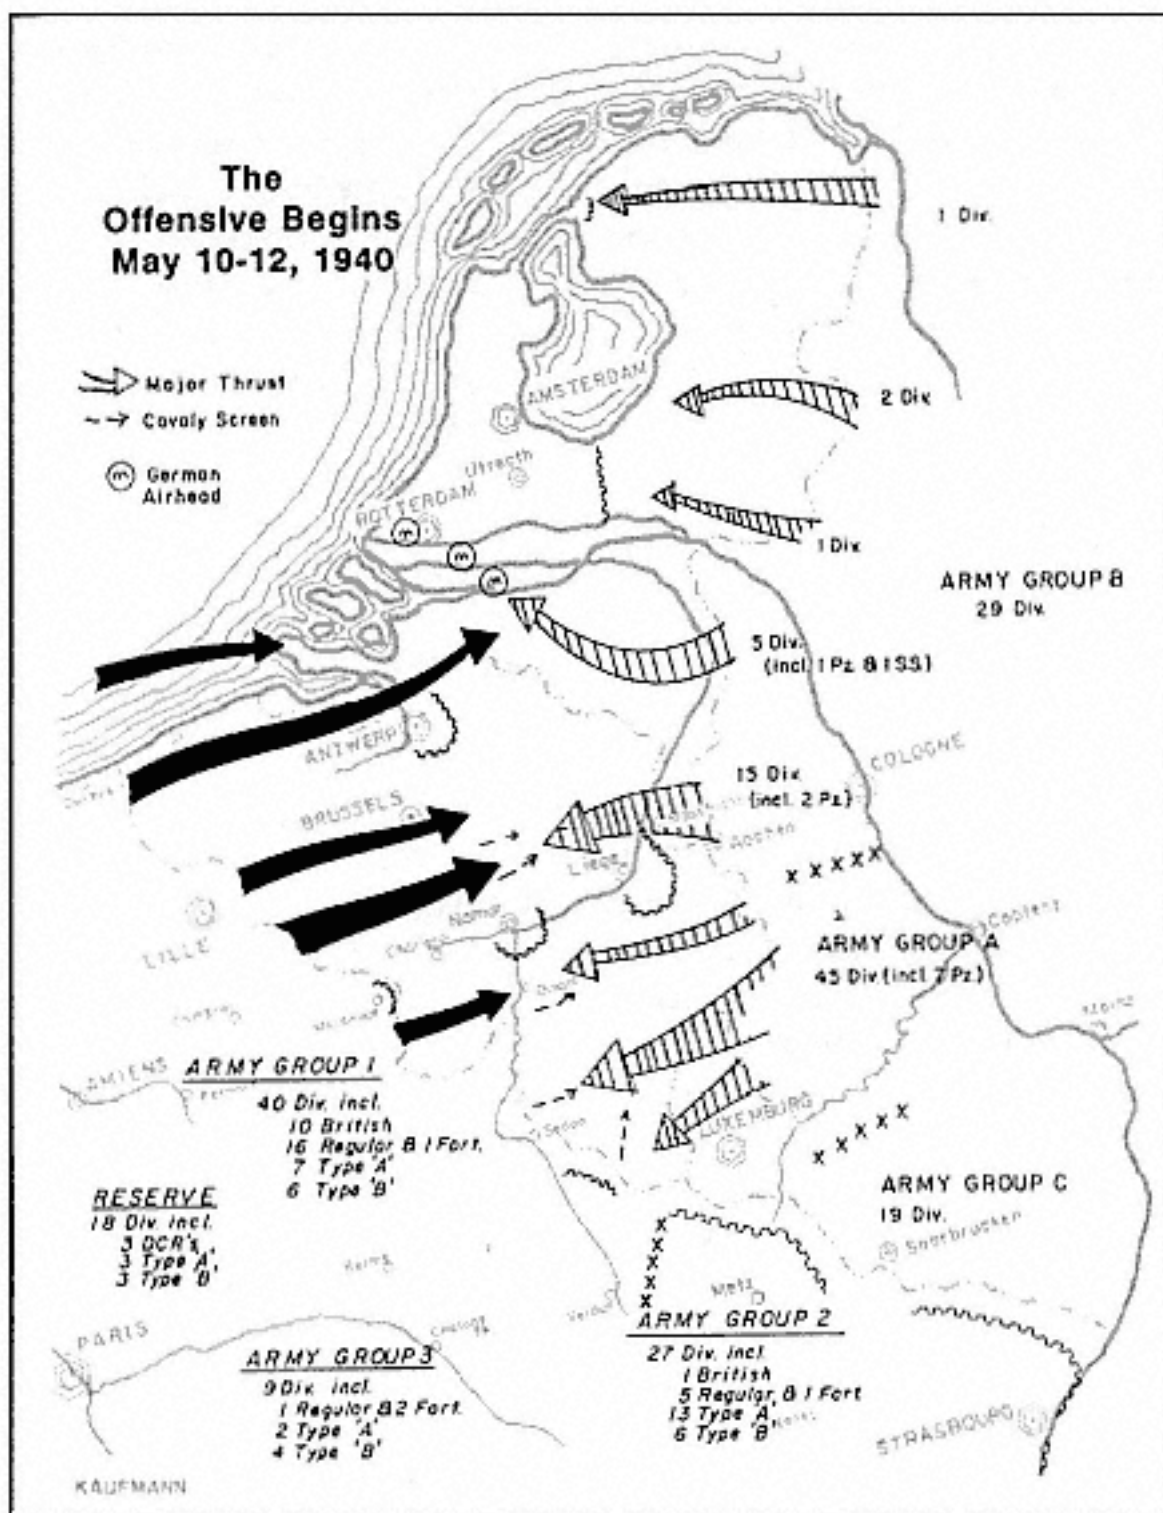 The
Offensive Begins
May 10-12, 1940
Major Thrust
Cavaly Screen
German
Airhead
1 Div.
2 Div.
1 Div.
AMSTERDAM
Utrecth
ROTTERDAM
ARMY GROUP B
29 Div.
5 Div.
(incl. 1 Pz. & 1 SS)
ANTWERP
COLOGNE
15 Div.
(incl. 2 Pz.)
BRUSSELS
Aachen
Liege
x x x x x
LILLE
Namur
Coblenz
ARMY GROUP A
45 Div. (incl. 7 Pz.)
Dinant
Mainz
AMIENS
ARMY GROUP 1
40 Div. incl.
10 British
16 Regular & 1 Fort.
7 Type 'A'
6 Type 'B'
Sedan
LUXEMBURG
x x x x x
RESERVE
18 Div. incl.
3 DCR's,
3 Type 'A',
3 Type 'B'
ARMY GROUP C
19 Div.
Saarbrucken
x x x x x
Metz
PARIS
ARMY GROUP 3
9 Div. incl.
1 Regular & 2 Fort.
2 Type 'A'
4 Type 'B'
ARMY GROUP 2
27 Div. incl.
1 British
5 Regular, & 1 Fort
13 Type 'A',
6 Type 'B'
STRASBOURG
KAUFMANN